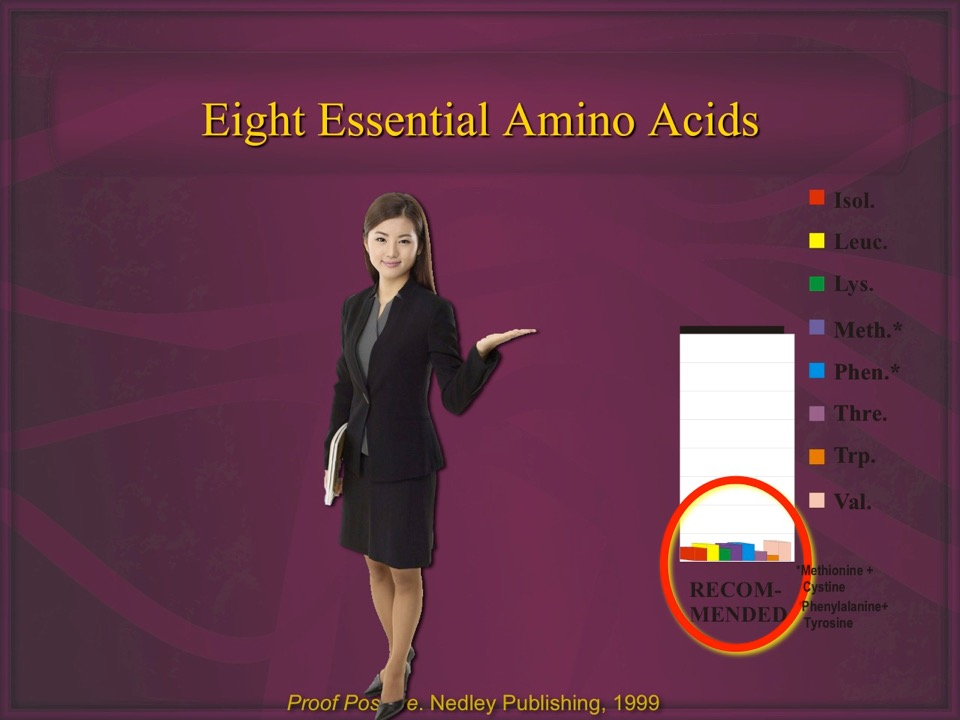 Eight Essential Amino Acids
Isol.
Leuc.
Lys.
Meth.*
Phen.*
Thre.
Trp.
Val.
*Methionine +
Cystine
Phenylalanine+
Tyrosine
RECOM-
MENDED
Proof Nedley Publishing, 1999